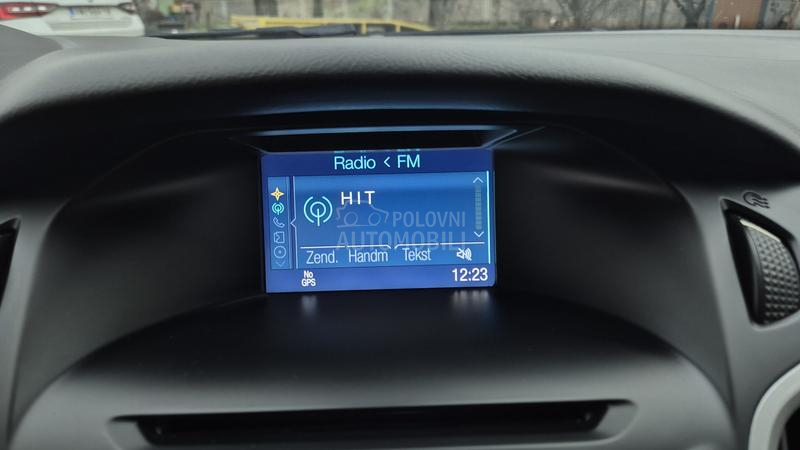 Radio < FM
HIT
POLOVNI
AUTOMOBILI
Zend. Handm Tekst
No
GPS
12:23